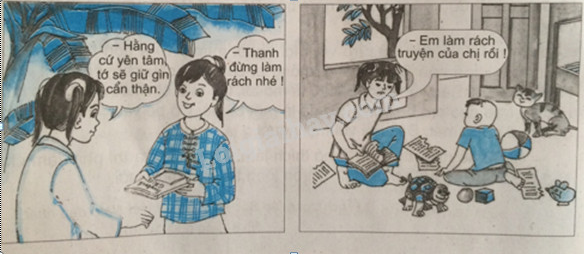 – Hằng
cứ yên tâm,
tớ sẽ giữ gìn
cẩn thận.
– Thanh
đừng làm
rách nhé !
– Em làm rách
truyện của chị rồi !